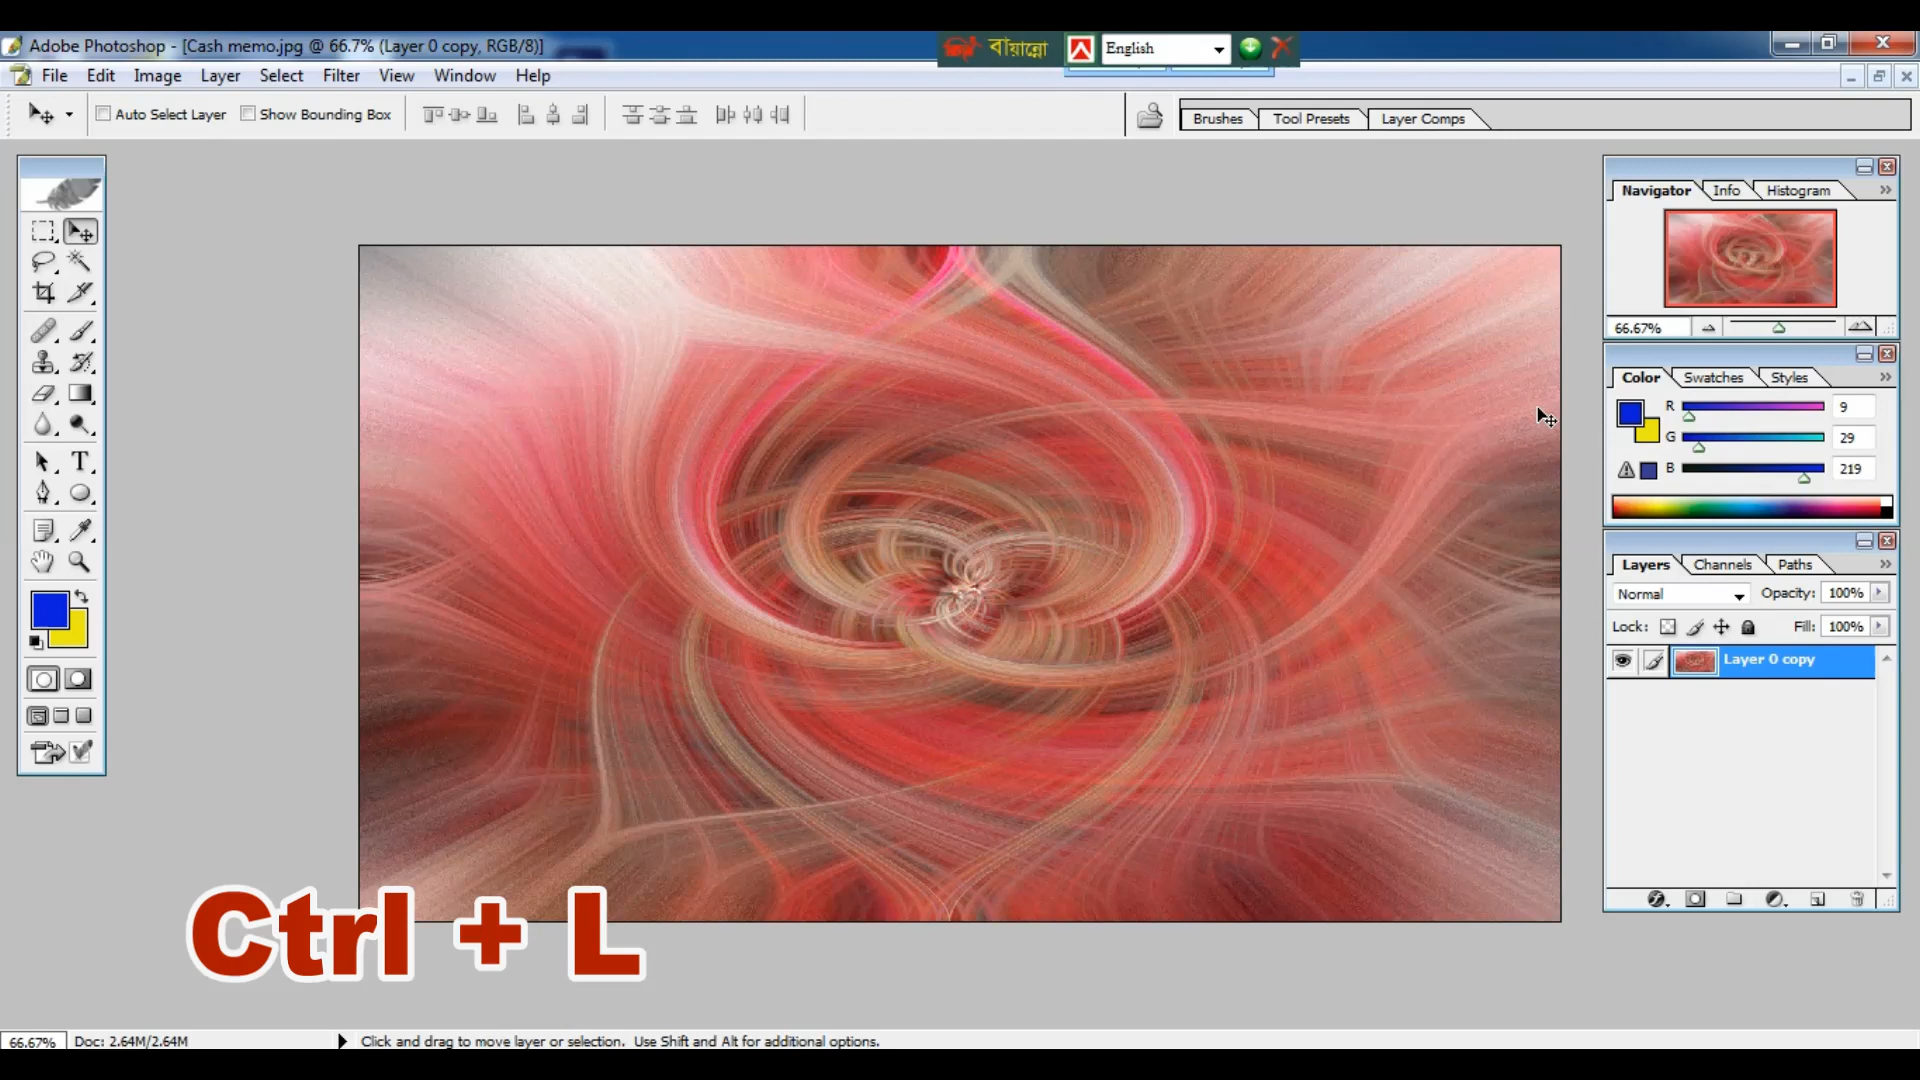 Adobe Photoshop - [Cash memo.jpg @ 66.7% (Layer 0 copy, RGB/8)]
বায়ান্নো
English
File Edit Image Layer Select Filter View Window Help
Auto Select Layer
Show Bounding Box
Brushes
Tool Presets
Layer Comps
Navigator
Info
Histogram
66.67%
Color
Swatches
Styles
R 9
G 29
B 219
Layers
Channels
Paths
Normal
Opacity: 100%
Lock:
Fill: 100%
Layer 0 copy
T
Ctrl + L
66.67%
Doc: 2.64M/2.64M
Click and drag to move layer or selection. Use Shift and Alt for additional options.